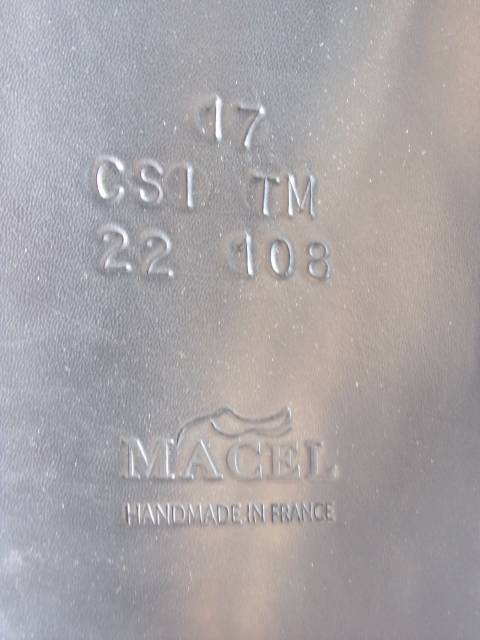 17
CS1 TM
22 108
MACEL
HANDMADE IN FRANCE